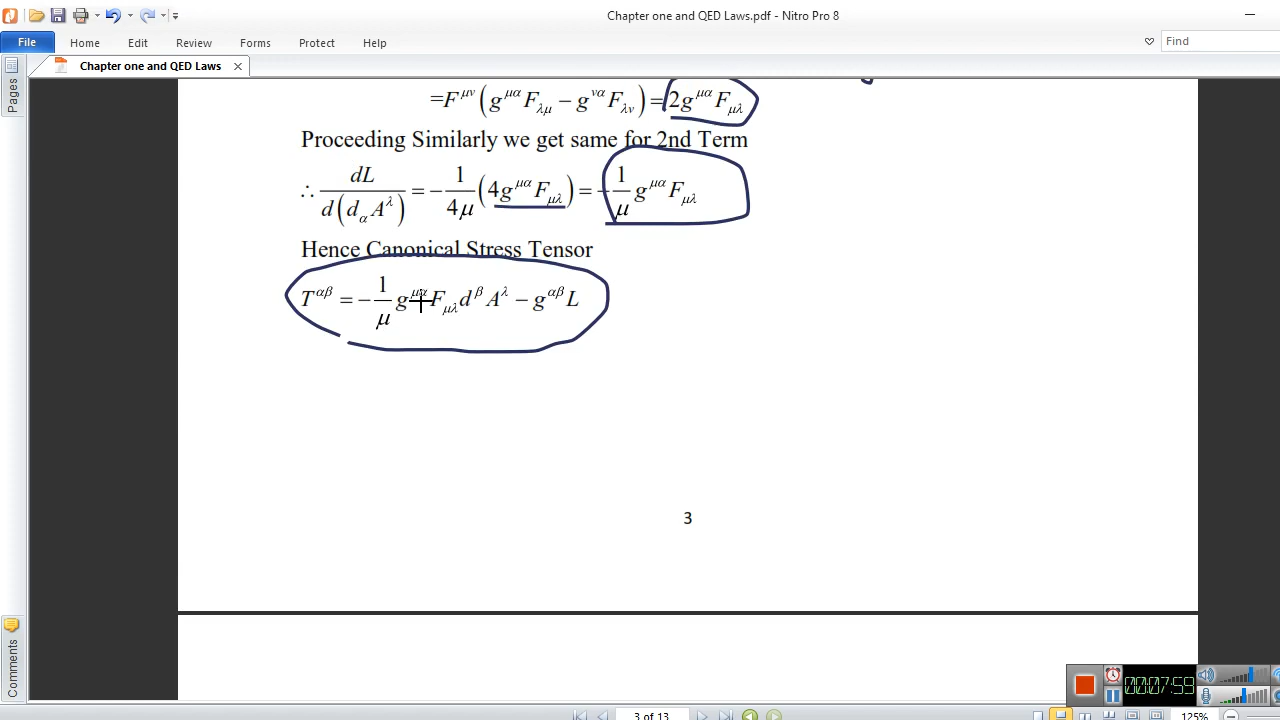 Chapter one and QED Laws.pdf - Nitro Pro 8
File Home Edit Review Forms Protect Help Find
Chapter one and QED Laws
Pages
=F^{μν}(g^{μα}F_{λμ} − g^{να}F_{λν}) = 2g^{μα}F_{μλ}
Proceeding Similarly we get same for 2nd Term
∴ dL/d(d_α A^λ) = −1/4μ (4g^{μα}F_{μλ}) = −1/μ g^{μα}F_{μλ}
Hence Canonical Stress Tensor
T^{αβ} = −1/μ g^{μα}F_{μλ}d^β A^λ − g^{αβ}L
3
Comments
00:07:59
3 of 13
125%